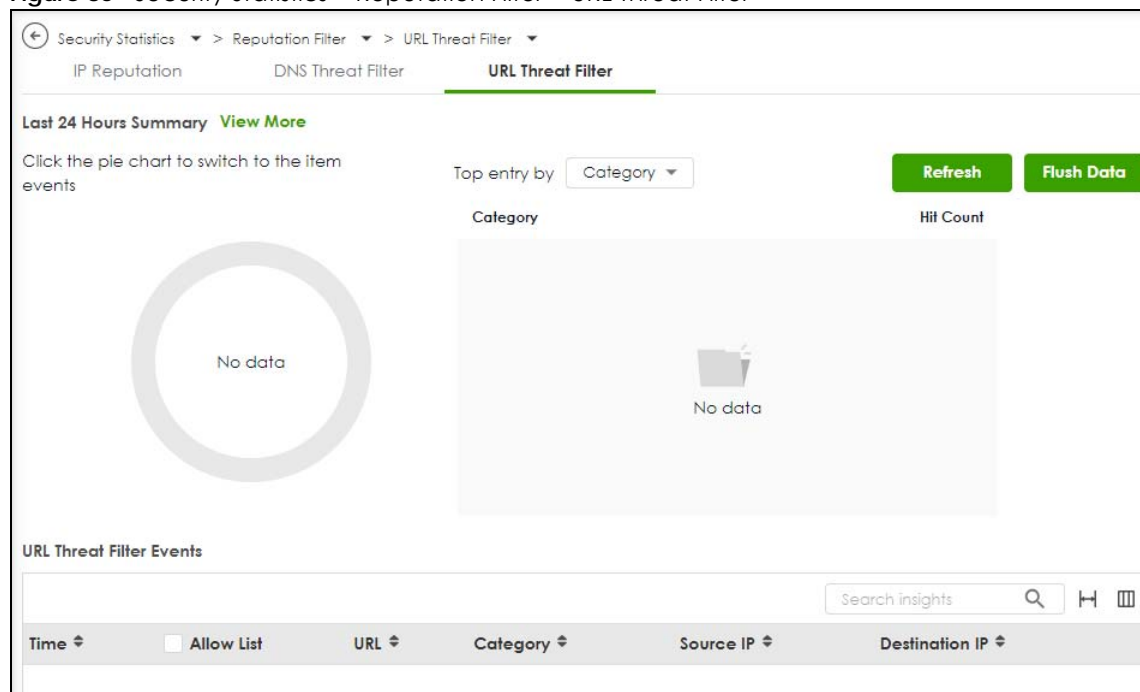 Security Statistics > Reputation Filter > URL Threat Filter
IP Reputation DNS Threat Filter URL Threat Filter
Last 24 Hours Summary View More
Click the pie chart to switch to the item
events
Top entry by Category Refresh Flush Data
Category Hit Count
No data
No data
URL Threat Filter Events
Search insights
Time Allow List URL Category Source IP Destination IP